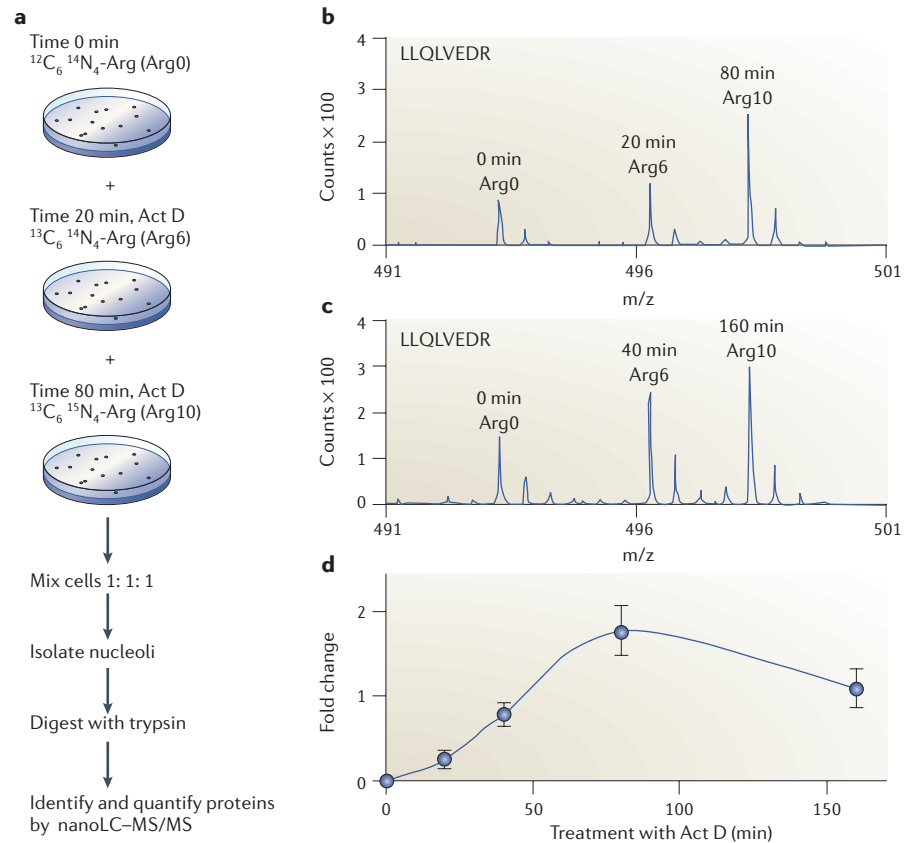 a
Time 0 min
¹²C₆ ¹⁴N₄-Arg (Arg0)
+
Time 20 min, Act D
¹³C₆ ¹⁴N₄-Arg (Arg6)
+
Time 80 min, Act D
¹³C₆ ¹⁵N₄-Arg (Arg10)
Mix cells 1: 1: 1
Isolate nucleoli
Digest with trypsin
Identify and quantify proteins
by nanoLC–MS/MS
b
LLQLVEDR
Counts × 100
4
3
2
1
0
0 min
Arg0
20 min
Arg6
80 min
Arg10
491
496
501
m/z
c
LLQLVEDR
Counts × 100
4
3
2
1
0
0 min
Arg0
40 min
Arg6
160 min
Arg10
491
496
501
m/z
d
Fold change
2
1
0
0
50
100
150
Treatment with Act D (min)